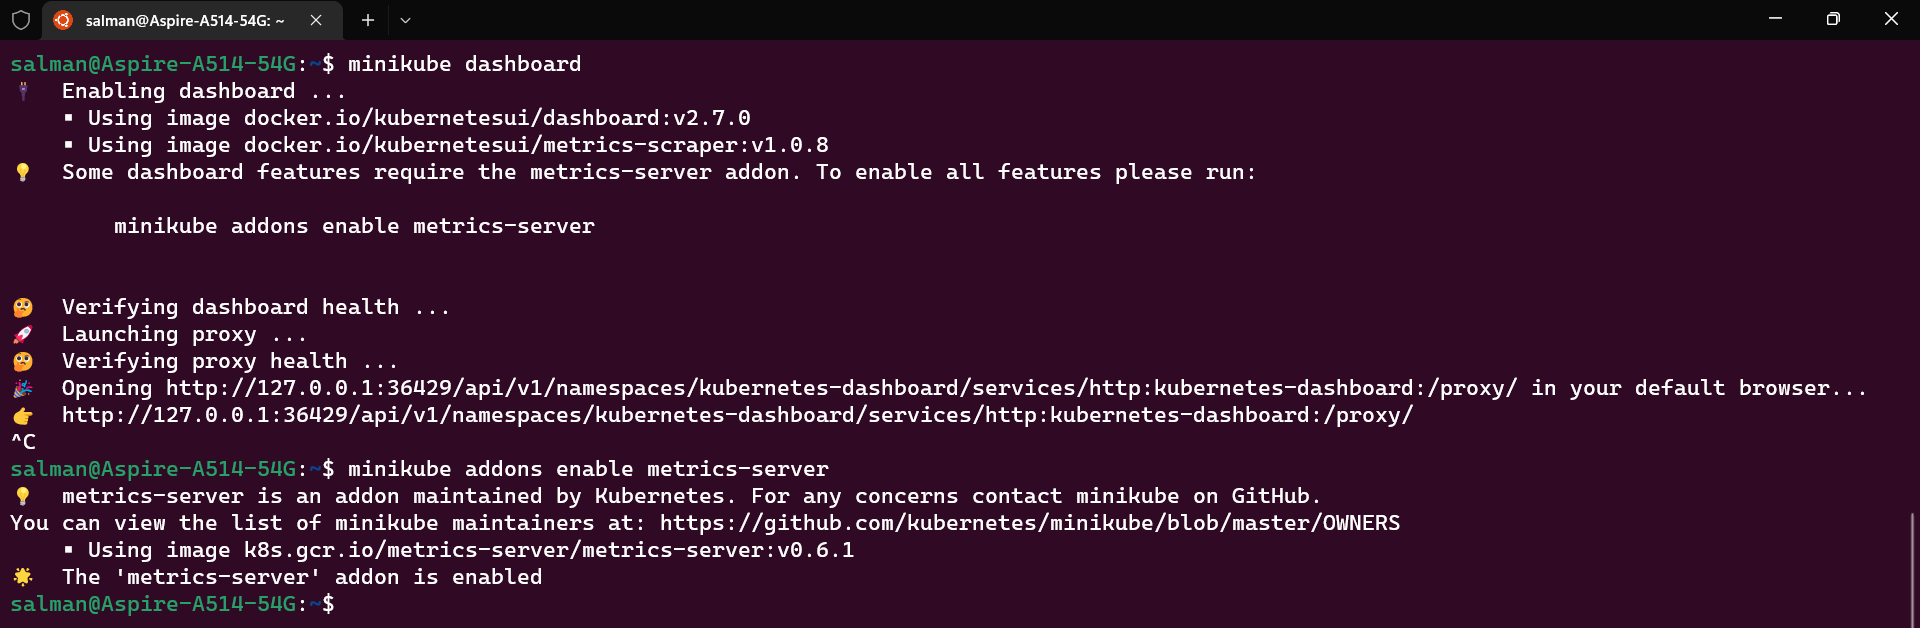 salman@Aspire-A514-54G: ~
salman@Aspire-A514-54G:~$ minikube dashboard
🔌  Enabling dashboard ...
    ▪ Using image docker.io/kubernetesui/dashboard:v2.7.0
    ▪ Using image docker.io/kubernetesui/metrics-scraper:v1.0.8
💡  Some dashboard features require the metrics-server addon. To enable all features please run:
        minikube addons enable metrics-server
🤔  Verifying dashboard health ...
🚀  Launching proxy ...
🤔  Verifying proxy health ...
🎉  Opening http://127.0.0.1:36429/api/v1/namespaces/kubernetes-dashboard/services/http:kubernetes-dashboard:/proxy/ in your default browser...
👉  http://127.0.0.1:36429/api/v1/namespaces/kubernetes-dashboard/services/http:kubernetes-dashboard:/proxy/
^C
salman@Aspire-A514-54G:~$ minikube addons enable metrics-server
💡  metrics-server is an addon maintained by Kubernetes. For any concerns contact minikube on GitHub.
You can view the list of minikube maintainers at: https://github.com/kubernetes/minikube/blob/master/OWNERS
    ▪ Using image k8s.gcr.io/metrics-server/metrics-server:v0.6.1
🌟  The 'metrics-server' addon is enabled
salman@Aspire-A514-54G:~$